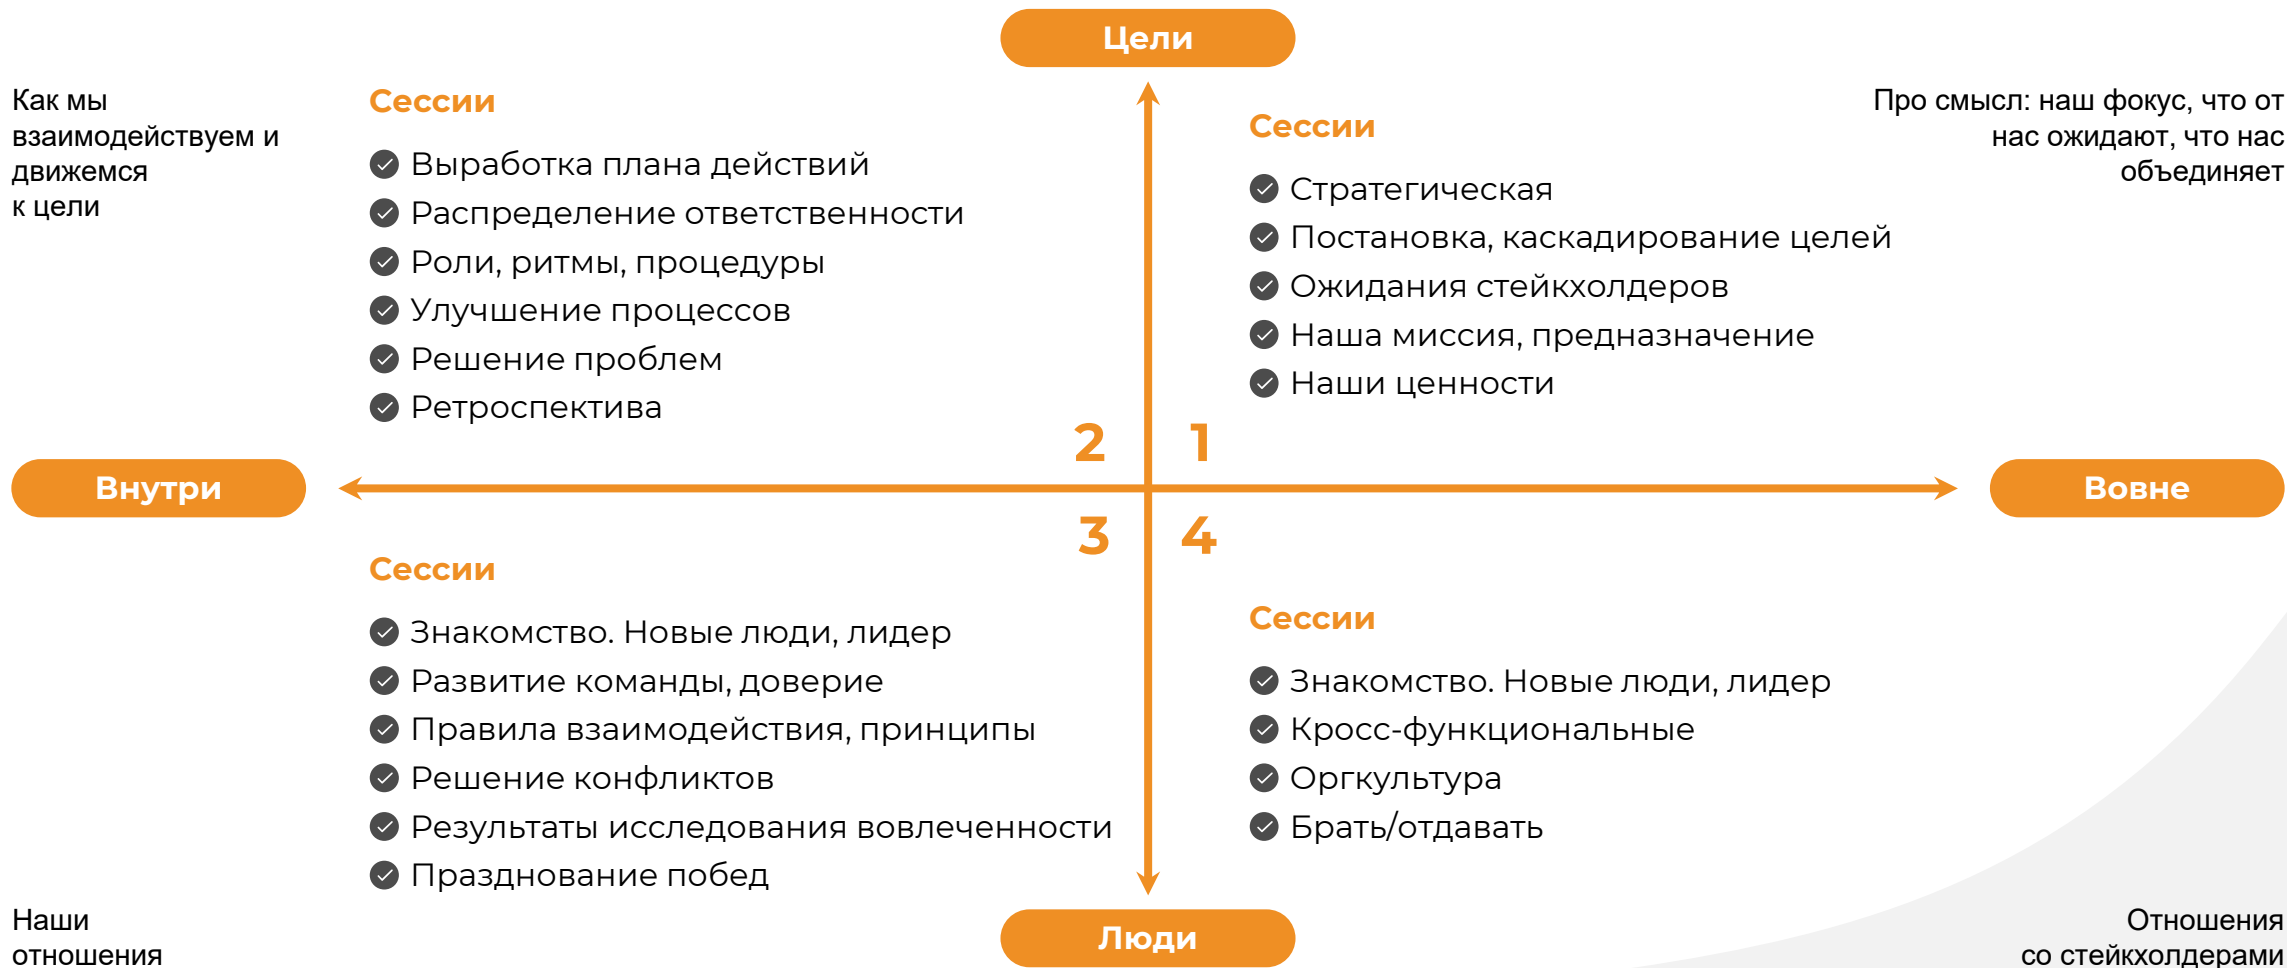 Цели
Как мы
взаимодействуем и
движемся
к цели
Сессии
Выработка плана действий
Распределение ответственности
Роли, ритмы, процедуры
Улучшение процессов
Решение проблем
Ретроспектива
Сессии
Стратегическая
Постановка, каскадирование целей
Ожидания стейкхолдеров
Наша миссия, предназначение
Наши ценности
Про смысл: наш фокус, что от
нас ожидают, что нас
объединяет
2 1
Внутри
Вовне
3 4
Сессии
Знакомство. Новые люди, лидер
Развитие команды, доверие
Правила взаимодействия, принципы
Решение конфликтов
Результаты исследования вовлеченности
Празднование побед
Сессии
Знакомство. Новые люди, лидер
Кросс-функциональные
Оргкультура
Брать/отдавать
Наши
отношения
Люди
Отношения
со стейкхолдерами